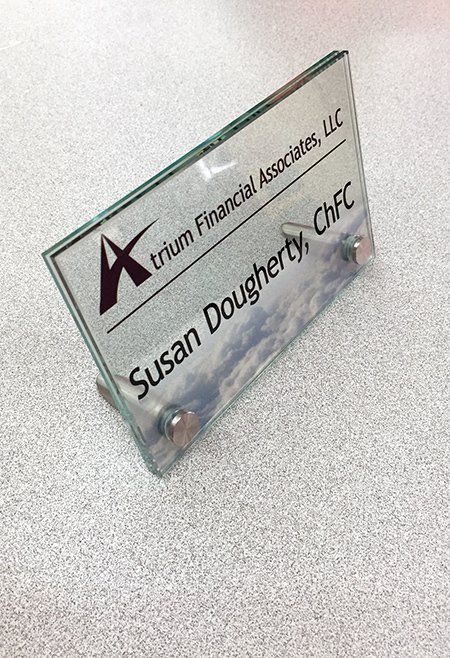 Atrium Financial Associates, LLC
Susan Dougherty, ChFC